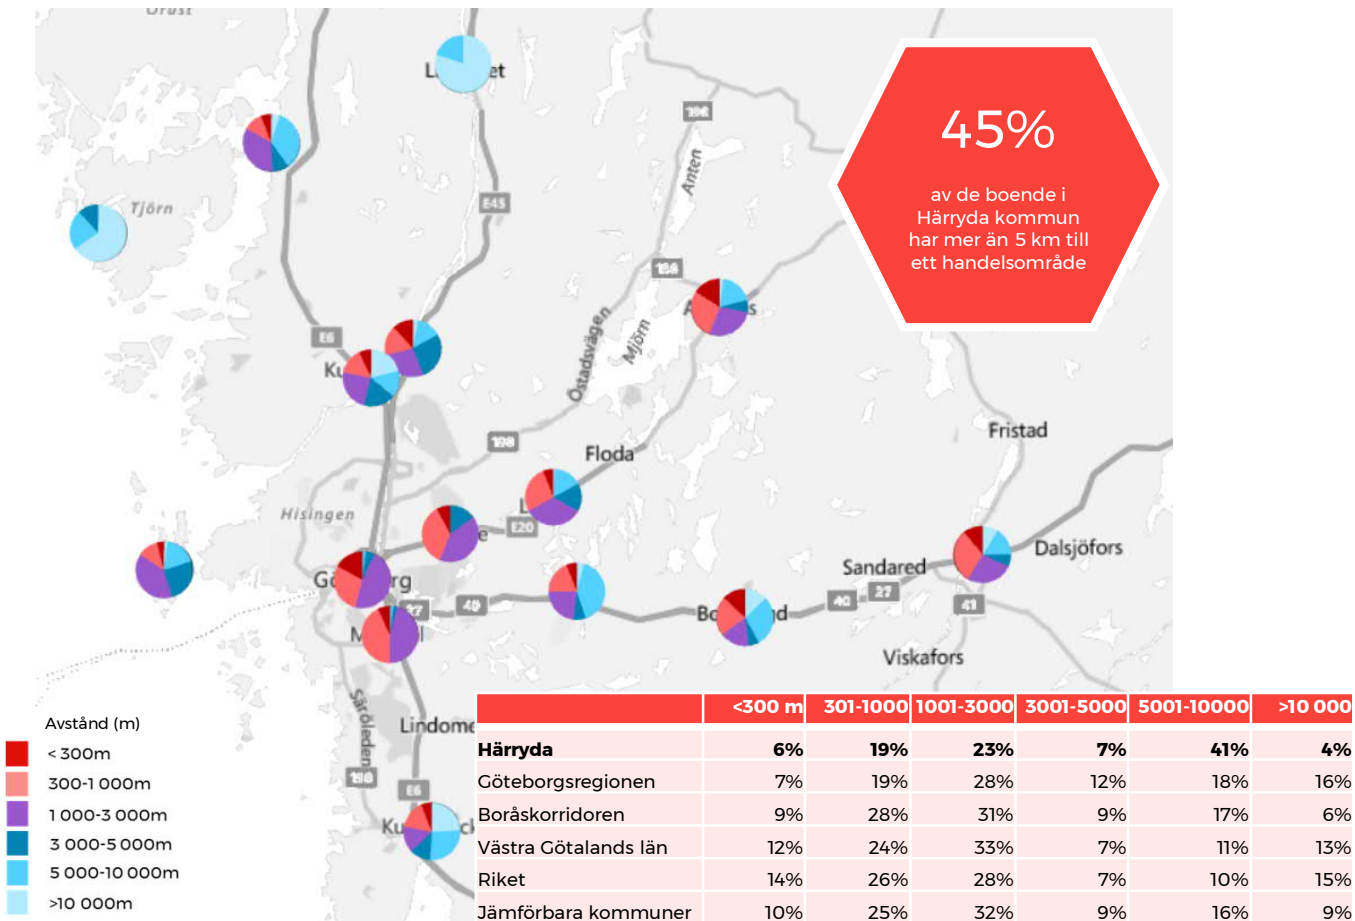 Orust
Tjörn
E45
196
Anten
45%
av de boende i
Härryda kommun
har mer än 5 km till
ett handelsområde
Mjörn
Östadsvägen
E6
190
Floda
Fristad
Hisingen
E20
Sandared
Dalsjöfors
40
40
27
41
Viskafors
Säröleden
Lindome
E6
Avstånd (m)
< 300m
300-1 000m
1 000-3 000m
3 000-5 000m
5 000-10 000m
>10 000m
<300 m 301-1000 1001-3000 3001-5000 5001-10000 >10 000
Härryda 6% 19% 23% 7% 41% 4%
Göteborgsregionen 7% 19% 28% 12% 18% 16%
Boråskorridoren 9% 28% 31% 9% 17% 6%
Västra Götalands län 12% 24% 33% 7% 11% 13%
Riket 14% 26% 28% 7% 10% 15%
Jämförbara kommuner 10% 25% 32% 9% 16% 9%